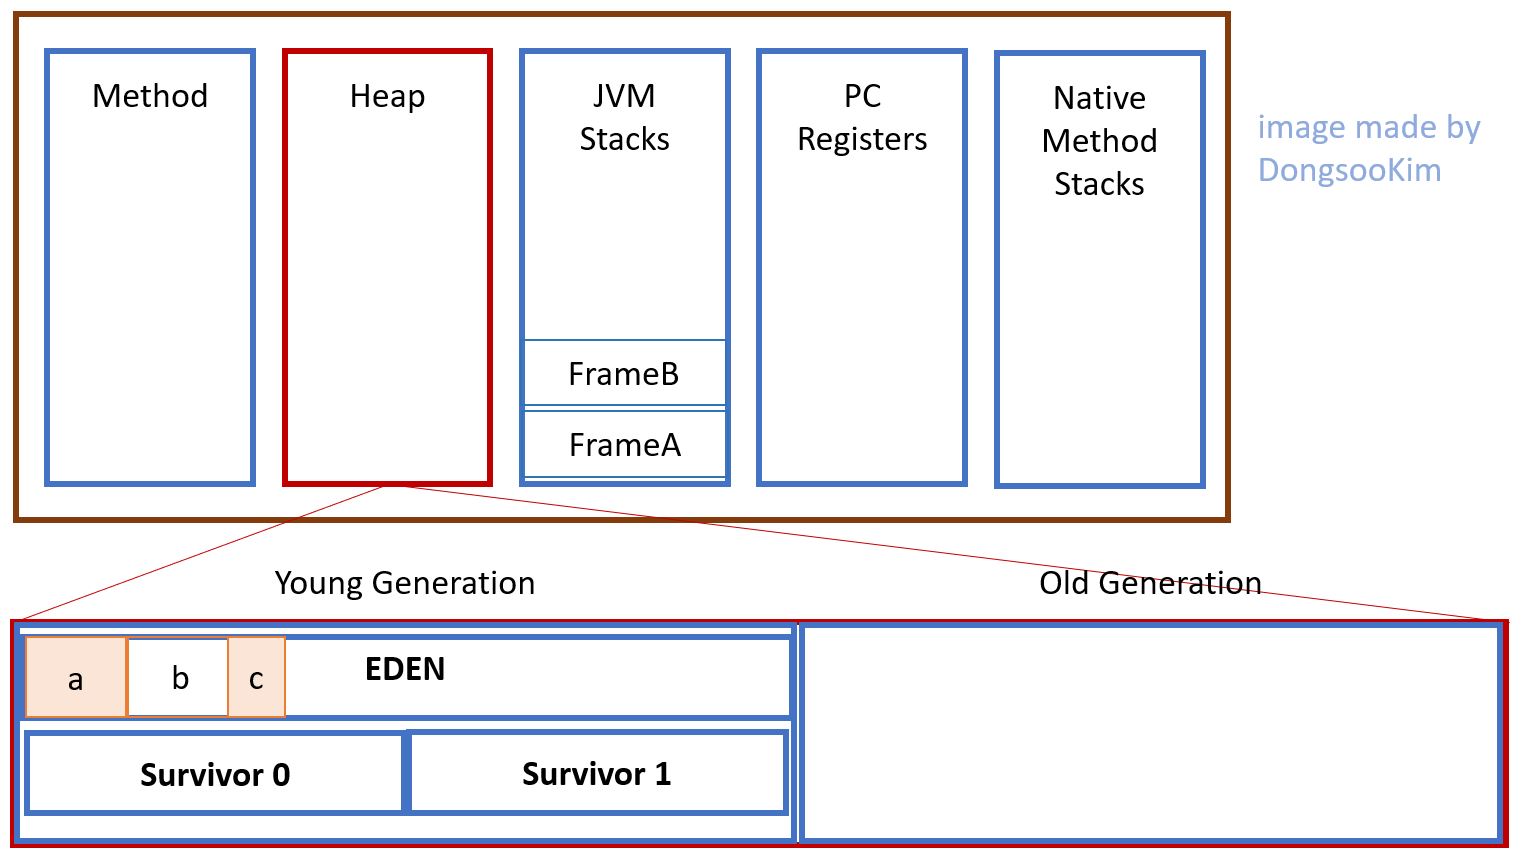 Method
Heap
JVM
Stacks
PC
Registers
Native
Method
Stacks
image made by
DongsooKim
FrameB
FrameA
Young Generation
Old Generation
a
b
c
EDEN
Survivor 0
Survivor 1